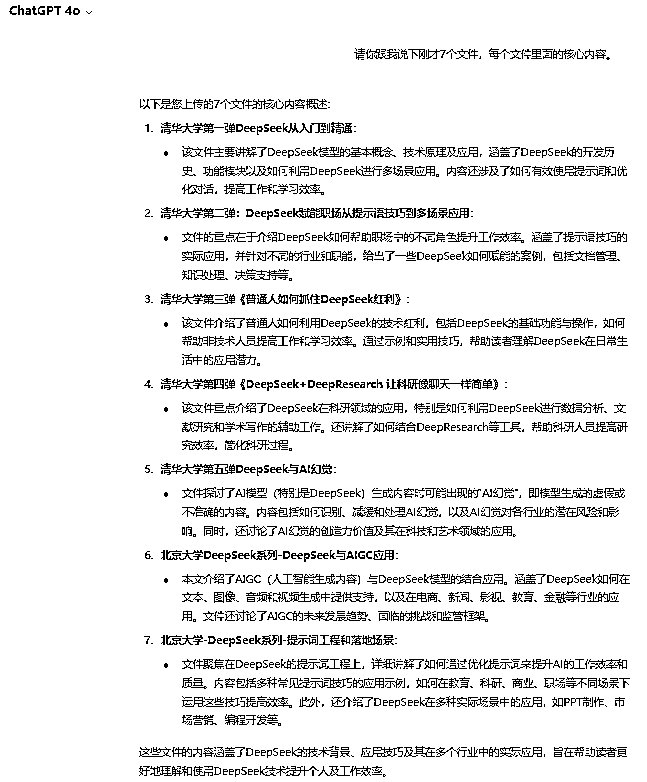 ChatGPT 4o
请你跟我说下刚才7个文件，每个文件里面的核心内容。
以下是您上传的7个文件的核心内容概述：
1. 清华大学第一弹DeepSeek从入门到精通：
• 该文件主要讲解了DeepSeek模型的基本概念、技术原理及应用，涵盖了DeepSeek的开发历
史、功能模块以及如何利用DeepSeek进行多场景应用。内容还涉及了如何有效使用提示词和优
化对话，提高工作和学习效率。
2. 清华大学第二弹：DeepSeek赋能职场从提示语技巧到多场景应用：
• 文件的重点在于介绍DeepSeek如何帮助职场中的不同角色提升工作效率。涵盖了提示语技巧的
实际应用，并针对不同的行业和职能，给出了一些DeepSeek如何赋能的案例，包括文档管理、
知识处理、决策支持等。
3. 清华大学第三弹《普通人如何抓住DeepSeek红利》：
• 该文件介绍了普通人如何利用DeepSeek的技术红利，包括DeepSeek的基础功能与操作，如何
帮助非技术人员提高工作和学习效率。通过示例和实用技巧，帮助读者理解DeepSeek在日常生
活中的应用潜力。
4. 清华大学第四弹《DeepSeek+DeepResearch 让科研像聊天一样简单》：
• 该文件重点介绍了DeepSeek在科研领域的应用，特别是如何利用DeepSeek进行数据分析、文
献研究和学术写作的辅助工作。还讲解了如何结合DeepResearch等工具，帮助科研人员提高研
究效率，简化科研过程。
5. 清华大学第五弹DeepSeek与AI幻觉：
• 文件探讨了AI模型（特别是DeepSeek）生成内容时可能出现的“AI幻觉”，即模型生成的虚假或
不准确的内容。内容包括如何识别、减缓和处理AI幻觉，以及AI幻觉对各行业的潜在风险和影
响。同时，还讨论了AI幻觉的创造力价值及其在科技和艺术领域的应用。
6. 北京大学DeepSeek系列-DeepSeek与AIGC应用：
• 本文介绍了AIGC（人工智能生成内容）与DeepSeek模型的结合应用。涵盖了DeepSeek如何在
文本、图像、音频和视频生成中提供支持，以及在电商、新闻、影视、教育、金融等行业的应
用。文件还讨论了AIGC的未来发展趋势、面临的挑战和监管框架。
7. 北京大学-DeepSeek系列-提示词工程和落地场景：
• 文件聚焦在DeepSeek的提示词工程上，详细讲解了如何通过优化提示词来提升AI的工作效率和
质量。内容包括多种常见提示词技巧的应用示例，如何在教育、科研、商业、职场等不同场景下
运用这些技巧提高效率。此外，还介绍了DeepSeek在多种实际场景中的应用，如PPT制作、市
场营销、编程开发等。
这些文件的内容涵盖了DeepSeek的技术背景、应用技巧及其在多个行业中的实际应用，旨在帮助读者更
好地理解和使用DeepSeek技术提升个人及工作效率。